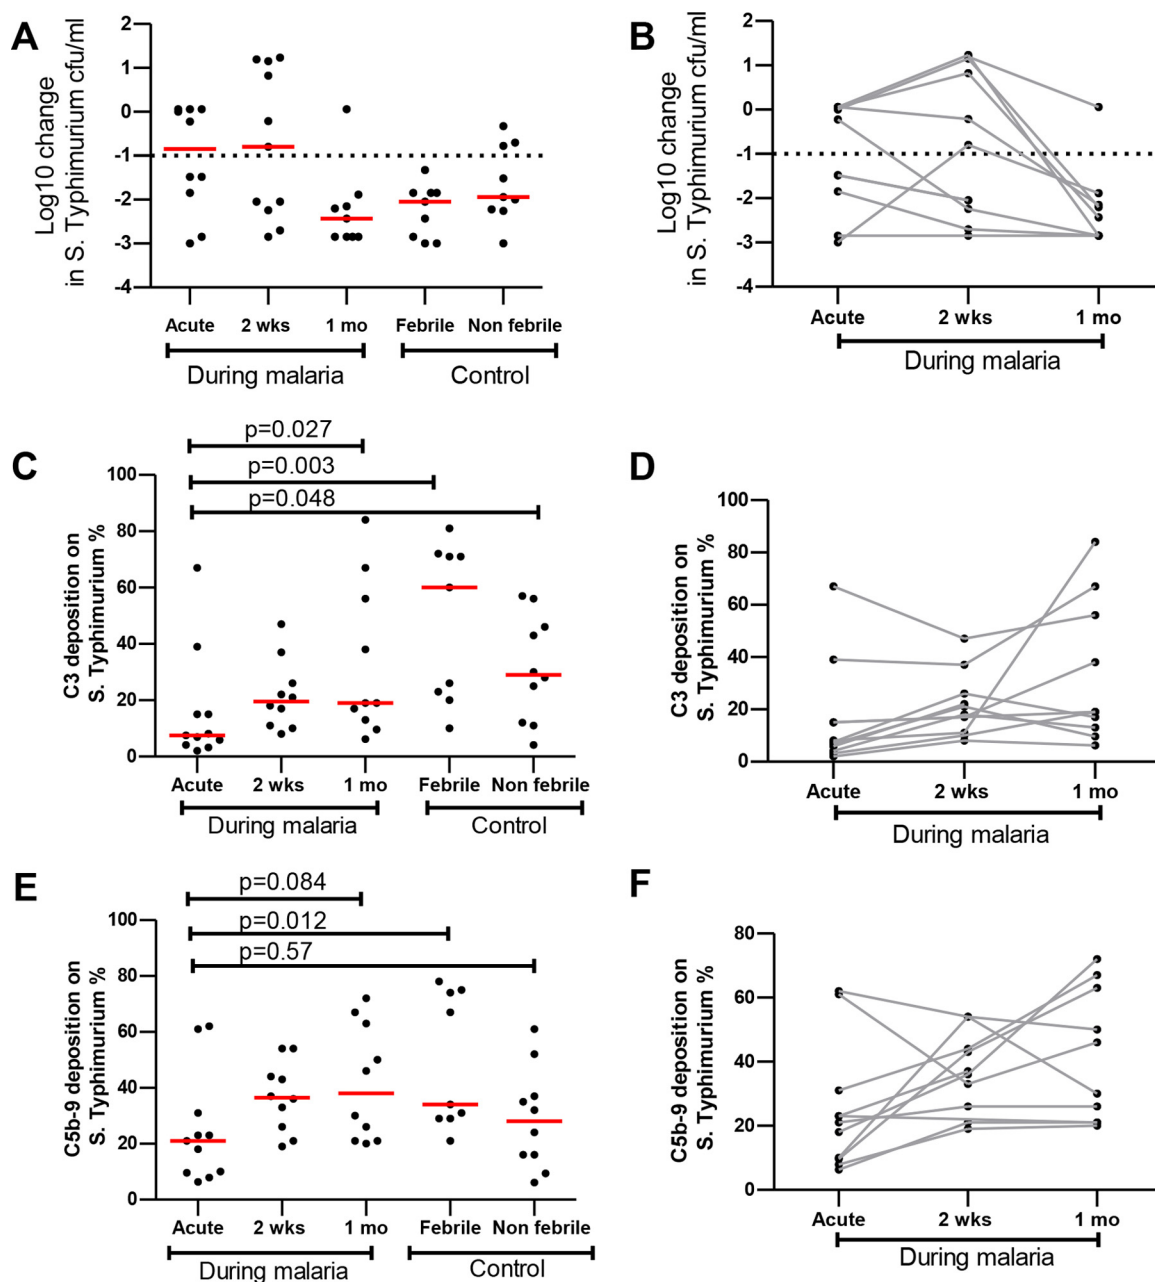 A
Log10 change
in S. Typhimurium cfu/ml
2
1
0
-1
-2
-3
-4
Acute
2 wks
1 mo
Febrile
Non febrile
During malaria
Control
B
Log10 change
in S. Typhimurium cfu/ml
2
1
0
-1
-2
-3
-4
Acute
2 wks
1 mo
During malaria
C
p=0.027
p=0.003
p=0.048
C3 deposition on
S. Typhimurium %
100
80
60
40
20
0
Acute
2 wks
1 mo
Febrile
Non febrile
During malaria
Control
D
C3 deposition on
S. Typhimurium %
100
80
60
40
20
0
Acute
2 wks
1 mo
During malaria
E
p=0.084
p=0.012
p=0.57
C5b-9 deposition on
S. Typhimurium %
100
80
60
40
20
0
Acute
2 wks
1 mo
Febrile
Non febrile
During malaria
Control
F
C5b-9 deposition on
S. Typhimurium %
80
60
40
20
0
Acute
2 wks
1 mo
During malaria